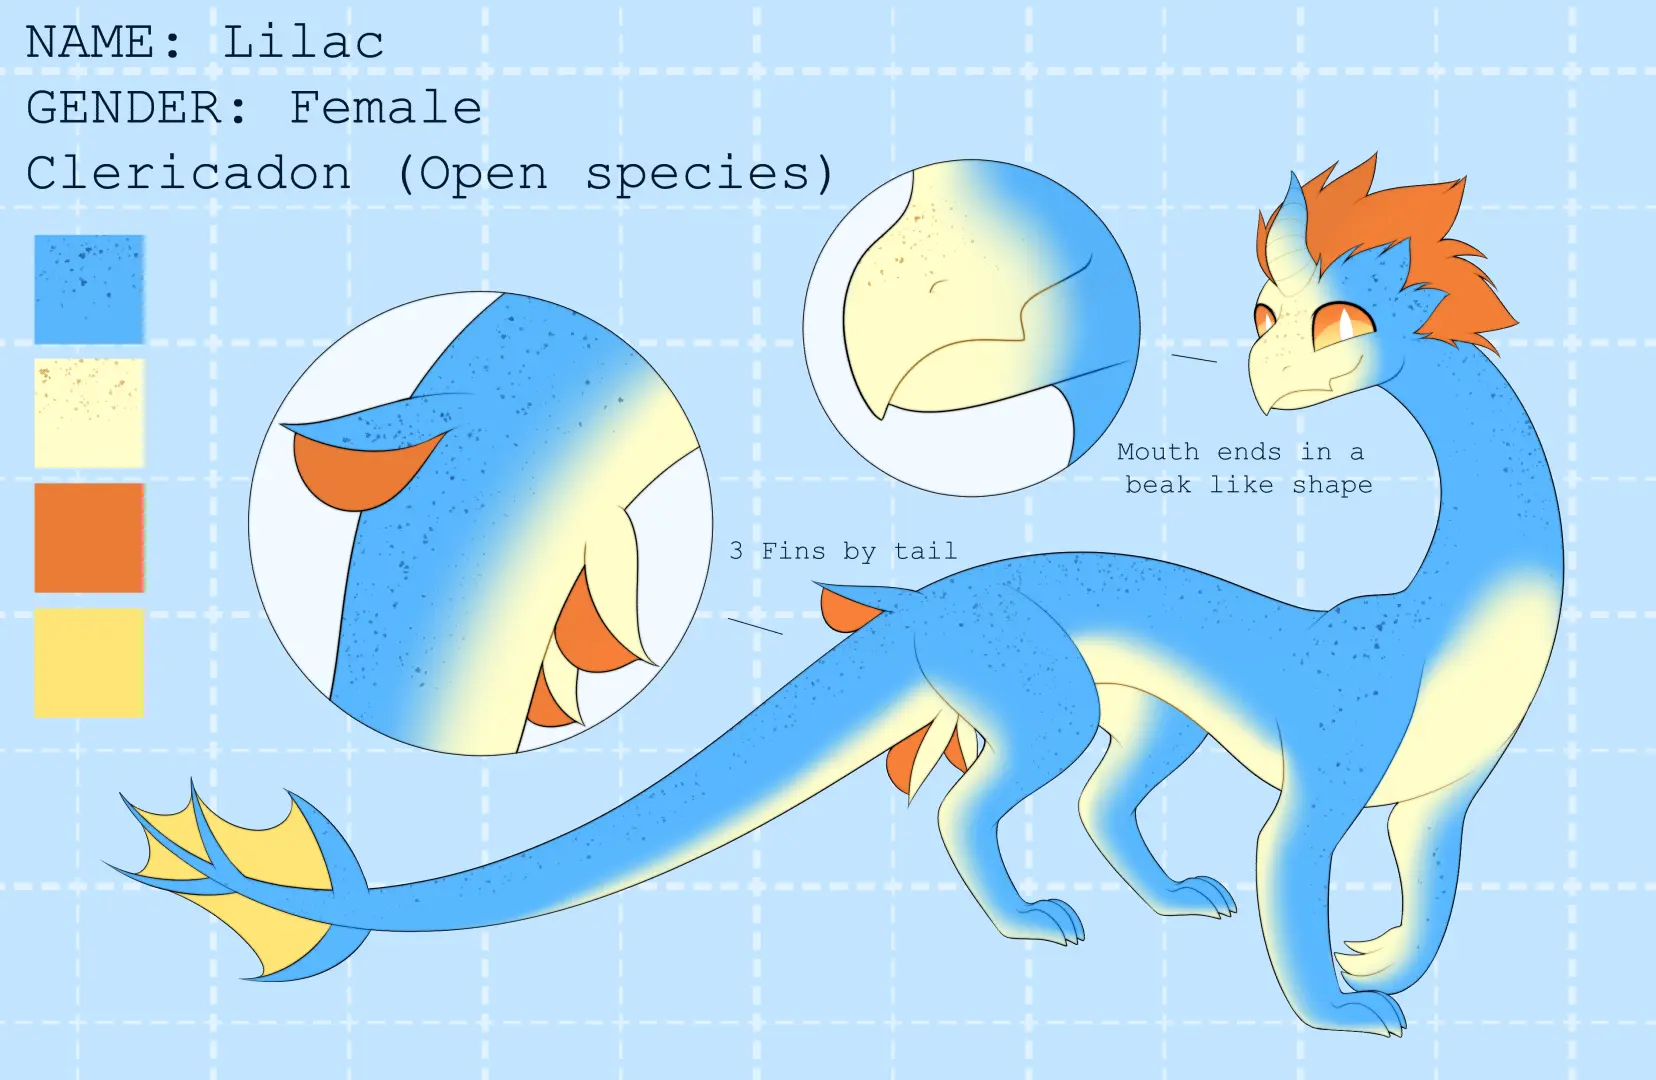 NAME: Lilac
GENDER: Female
Clericadon (Open species)
Mouth ends in a
beak like shape
3 Fins by tail